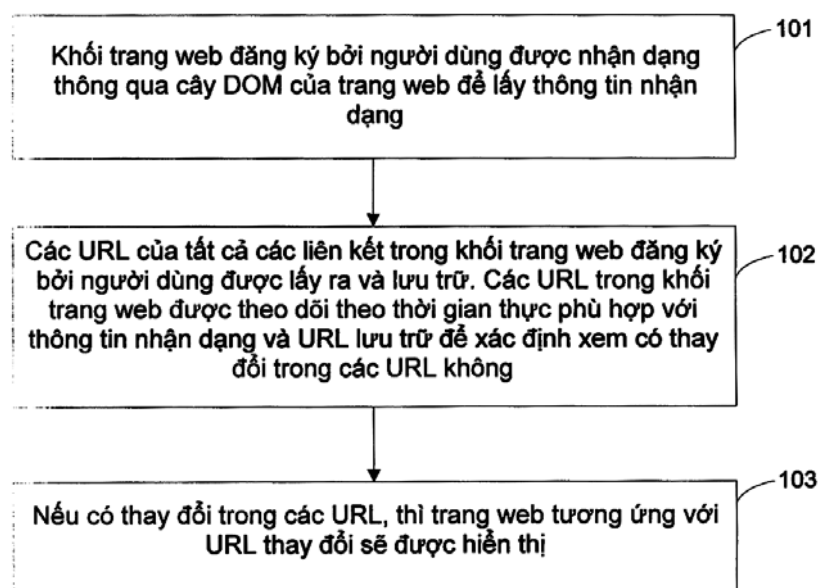 101
Khối trang web đăng ký bởi người dùng được nhận dạng
thông qua cây DOM của trang web để lấy thông tin nhận
dạng
102
Các URL của tất cả các liên kết trong khối trang web đăng ký
bởi người dùng được lấy ra và lưu trữ. Các URL trong khối
trang web được theo dõi theo thời gian thực phù hợp với
thông tin nhận dạng và URL lưu trữ để xác định xem có thay
đổi trong các URL không
103
Nếu có thay đổi trong các URL, thì trang web tương ứng với
URL thay đổi sẽ được hiển thị